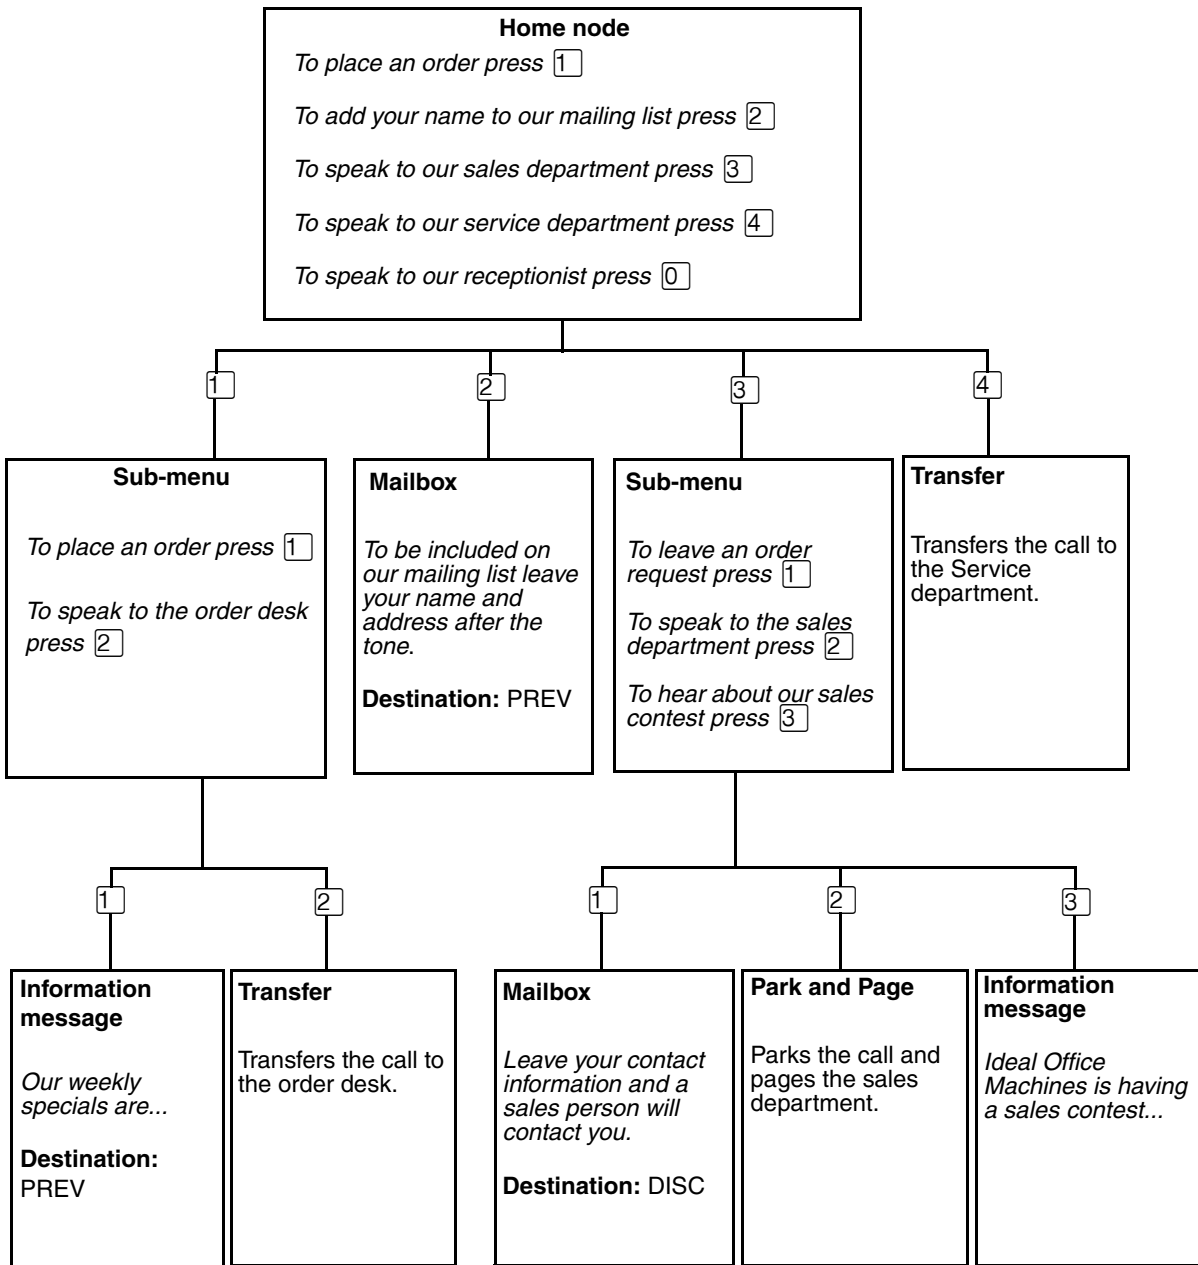 Home node
To place an order press 1
To add your name to our mailing list press 2
To speak to our sales department press 3
To speak to our service department press 4
To speak to our receptionist press 0
1
2
3
4
Sub-menu
To place an order press 1
To speak to the order desk
press 2
Mailbox
To be included on
our mailing list leave
your name and
address after the
tone.
Destination: PREV
Sub-menu
To leave an order
request press 1
To speak to the sales
department press 2
To hear about our sales
contest press 3
Transfer
Transfers the call to
the Service
department.
1
2
1
2
3
Information
message
Our weekly
specials are...
Destination:
PREV
Transfer
Transfers the call to
the order desk.
Mailbox
Leave your contact
information and a
sales person will
contact you.
Destination: DISC
Park and Page
Parks the call and
pages the sales
department.
Information
message
Ideal Office
Machines is having
a sales contest...